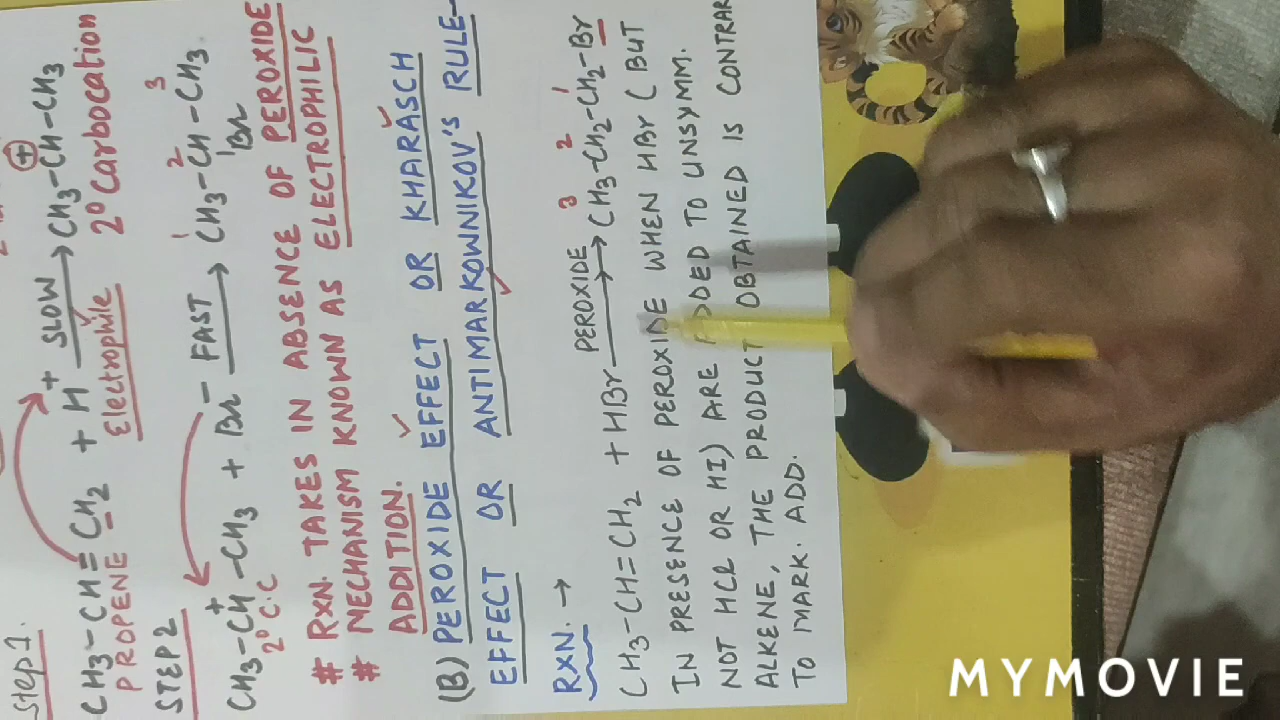 Step 1.
CH3-CH=CH2 + H+ SLOW→ CH3-CH-CH3
PROPENE Electrophile 2° Carbocation
STEP 2
CH3-CH-CH3 + Br- FAST→ CH3-CH-CH3
2° C.C Br
# RXN. TAKES IN ABSENCE OF PEROXIDE
# MECHANISM KNOWN AS ELECTROPHILIC
ADDITION.
(B) PEROXIDE EFFECT OR KHARASCH
EFFECT OR ANTIMARKOWNIKOV'S RULE-
RXN. →
CH3-CH=CH2 + HBr PEROXIDE→ CH3-CH2-CH2-Br
IN PRESENCE OF PEROXIDE WHEN HBr ( BUT
NOT HCl OR HI) ARE ADDED TO UNSYMM.
ALKENE, THE PRODUCT OBTAINED IS CONTRAR
TO MARK. ADD.
MYMOVIE